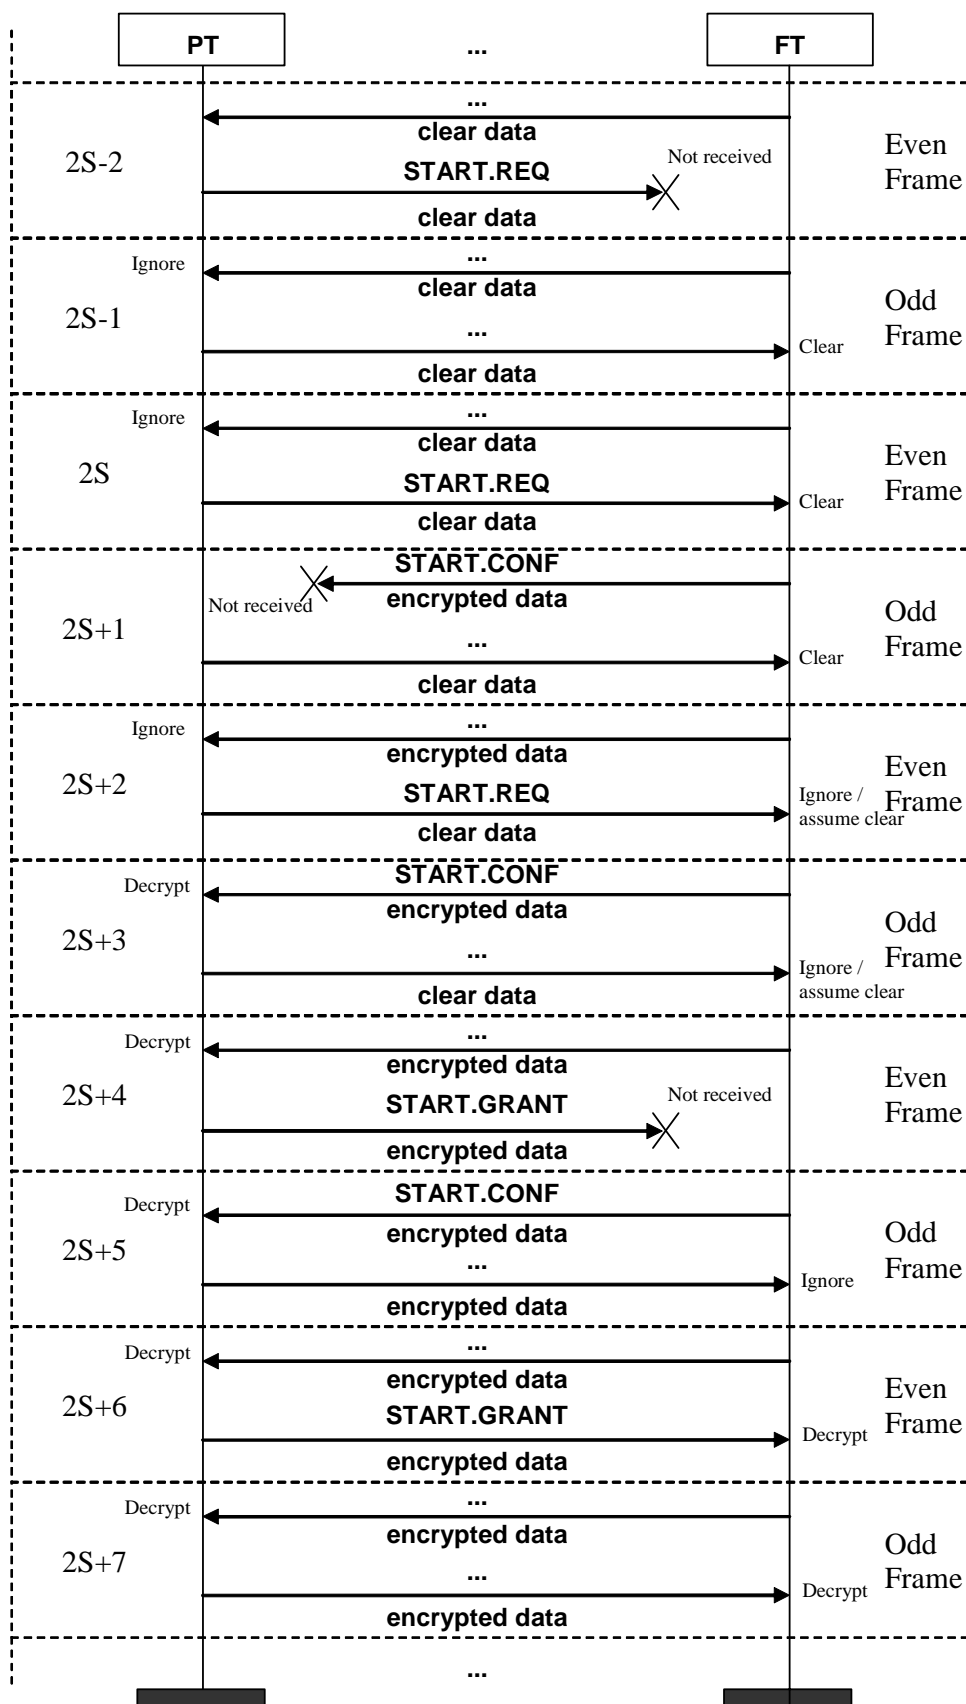 PT
...
FT
...
clear data
2S-2
START.REQ
Not received
clear data
Even
Frame
Ignore
...
clear data
2S-1
...
Clear
clear data
Odd
Frame
Ignore
...
clear data
2S
START.REQ
Clear
clear data
Even
Frame
START.CONF
Not received
encrypted data
2S+1
...
Clear
clear data
Odd
Frame
Ignore
...
encrypted data
2S+2
START.REQ
Ignore /
assume clear
clear data
Even
Frame
START.CONF
Decrypt
encrypted data
2S+3
...
Ignore /
assume clear
clear data
Odd
Frame
Decrypt
...
encrypted data
2S+4
START.GRANT
Not received
encrypted data
Even
Frame
START.CONF
Decrypt
encrypted data
2S+5
...
Ignore
encrypted data
Odd
Frame
Decrypt
...
encrypted data
2S+6
START.GRANT
Decrypt
encrypted data
Even
Frame
Decrypt
...
encrypted data
2S+7
...
Decrypt
encrypted data
Odd
Frame
...